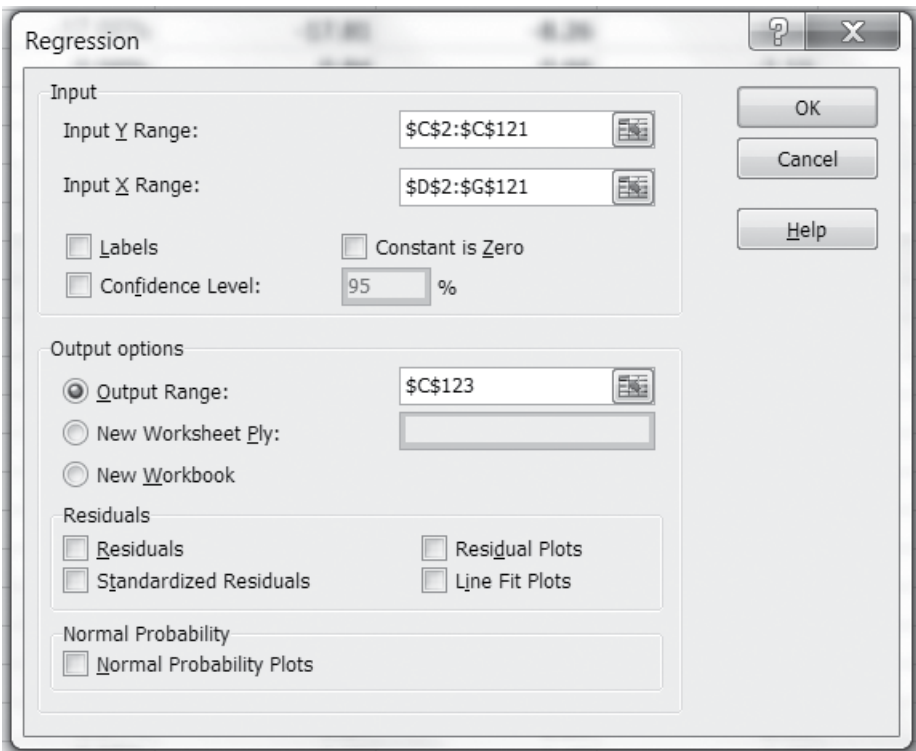 Regression
Input
Input Y Range: $C$2:$C$121
Input X Range: $D$2:$G$121
Labels Constant is Zero
Confidence Level: 95 %
OK
Cancel
Help
Output options
Output Range: $C$123
New Worksheet Ply:
New Workbook
Residuals
Residuals Residual Plots
Standardized Residuals Line Fit Plots
Normal Probability
Normal Probability Plots